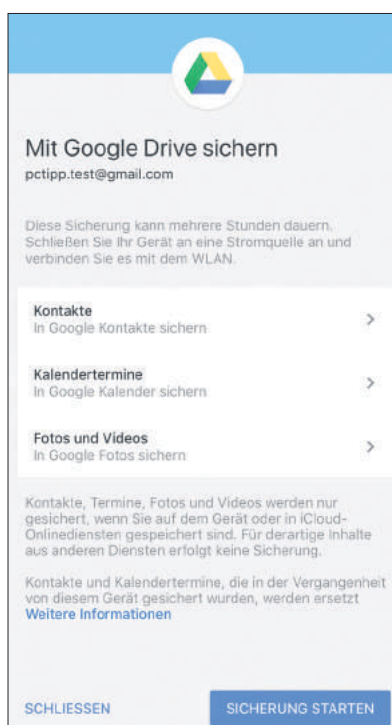 Mit Google Drive sichern
pctipp.test@gmail.com
Diese Sicherung kann mehrere Stunden dauern.
Schließen Sie Ihr Gerät an eine Stromquelle an und
verbinden Sie es mit dem WLAN.
Kontakte
In Google Kontakte sichern
Kalendertermine
In Google Kalender sichern
Fotos und Videos
In Google Fotos sichern
Kontakte, Termine, Fotos und Videos werden nur
gesichert, wenn Sie auf dem Gerät oder in iCloud-
Onlinediensten gespeichert sind. Für derartige Inhalte
aus anderen Diensten erfolgt keine Sicherung.
Kontakte und Kalendertermine, die in der Vergangenheit
von diesem Gerät gesichert wurden, werden ersetzt
Weitere Informationen
SCHLIESSEN
SICHERUNG STARTEN